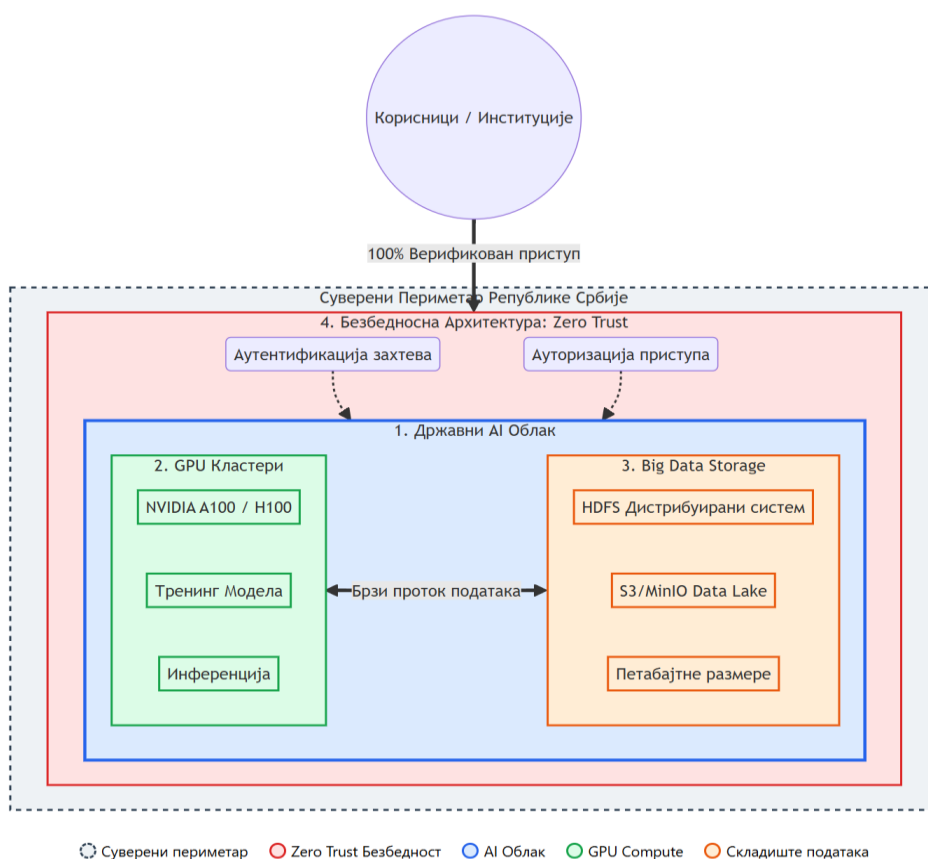 Корисници / Институције
100% Верификован приступ
Суверени Периметар Републике Србије
4. Безбедносна Архитектура: Zero Trust
Аутентификација захтева
Ауторизација приступа
1. Државни AI Облак
2. GPU Кластери
NVIDIA A100 / H100
Тренинг Модела
Инференција
Брзи проток података
3. Big Data Storage
HDFS Дистрибуирани систем
S3/MinIO Data Lake
Петабајтне размере
Суверени периметар
Zero Trust Безбедност
AI Облак
GPU Compute
Складиште података